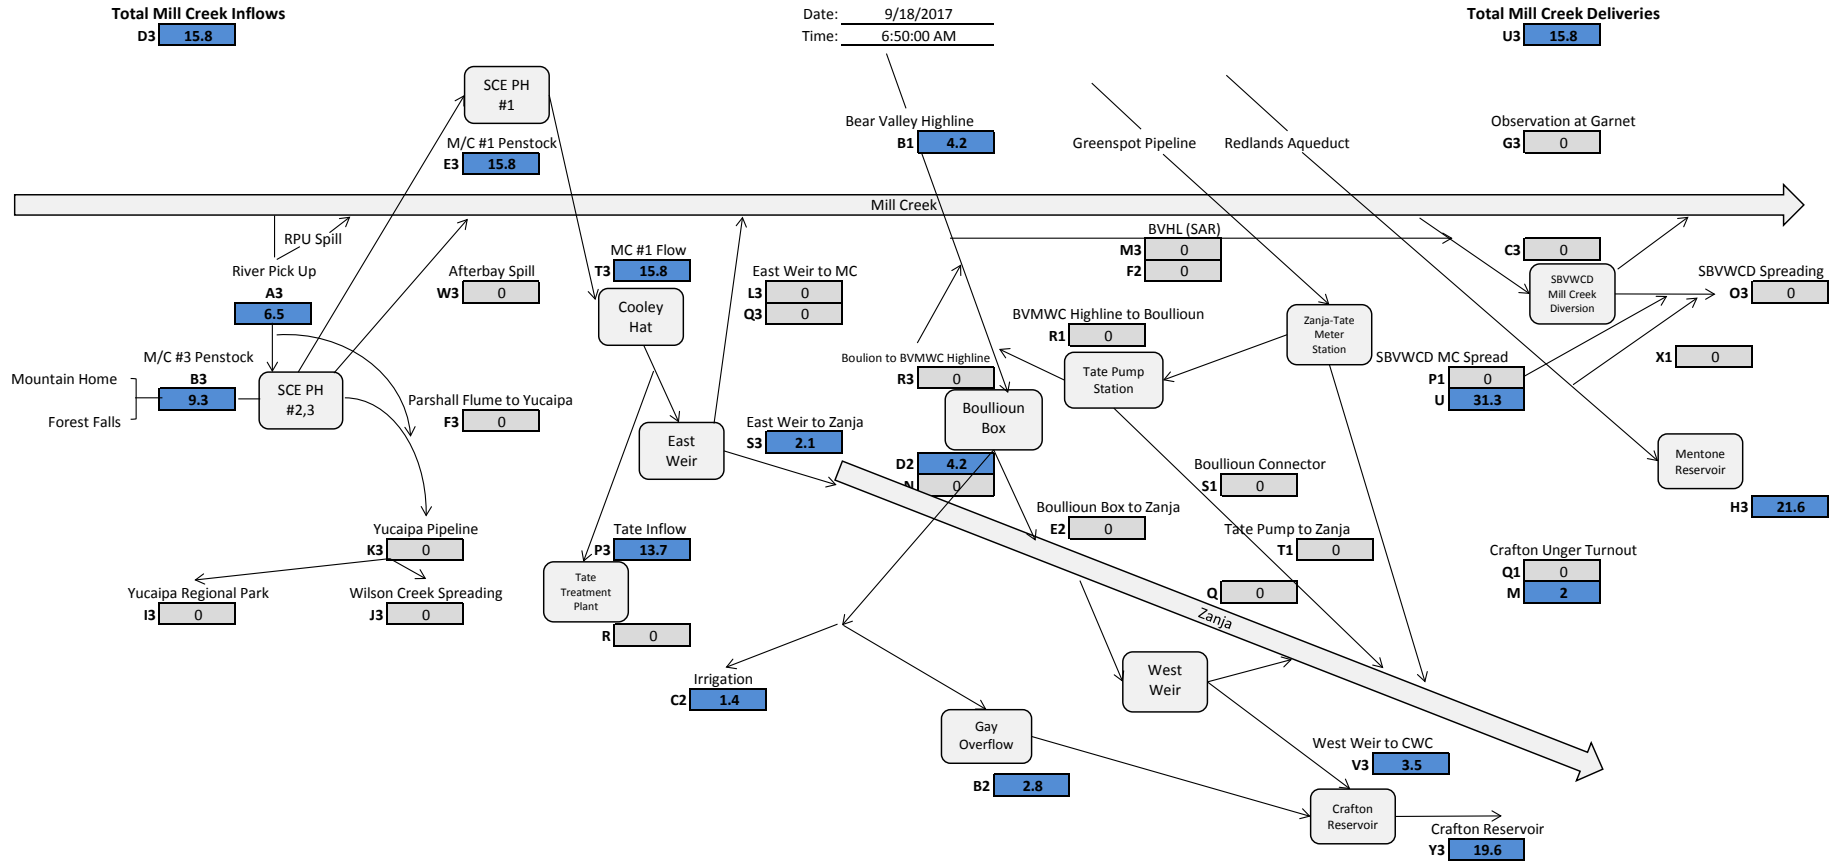 Total Mill Creek Inflows
D3 15.8
Date: 9/18/2017
Time: 6:50:00 AM
Total Mill Creek Deliveries
U3 15.8
SCE PH
#1
M/C #1 Penstock
E3 15.8
Bear Valley Highline
B1 4.2
Greenspot Pipeline
Redlands Aqueduct
Observation at Garnet
G3 0
Mill Creek
RPU Spill
River Pick Up
A3
6.5
Afterbay Spill
W3 0
MC #1 Flow
T3 15.8
Cooley
Hat
East Weir to MC
L3 0
Q3 0
BVHL (SAR)
M3 0
F2 0
C3 0
SBVWCD
Mill Creek
Diversion
SBVWCD Spreading
O3 0
BVMWC Highline to Boullioun
R1 0
Zanja-Tate
Meter
Station
M/C #3 Penstock
B3
9.3
Mountain Home
Forest Falls
SCE PH
#2,3
Parshall Flume to Yucaipa
F3 0
Boulion to BVMWC Highline
R3 0
Tate Pump
Station
SBVWCD MC Spread
P1 0
U 31.3
X1 0
Boullioun
Box
East
Weir
East Weir to Zanja
S3 2.1
D2 4.2
N 0
Boullioun Connector
S1 0
Mentone
Reservoir
H3 21.6
Boullioun Box to Zanja
E2 0
Yucaipa Pipeline
K3 0
Tate Inflow
P3 13.7
Tate Pump to Zanja
T1 0
Crafton Unger Turnout
Q1 0
M 2
Yucaipa Regional Park
I3 0
Wilson Creek Spreading
J3 0
Tate
Treatment
Plant
R 0
Q 0
Zanja
Irrigation
C2 1.4
West
Weir
Gay
Overflow
B2 2.8
West Weir to CWC
V3 3.5
Crafton
Reservoir
Crafton Reservoir
Y3 19.6